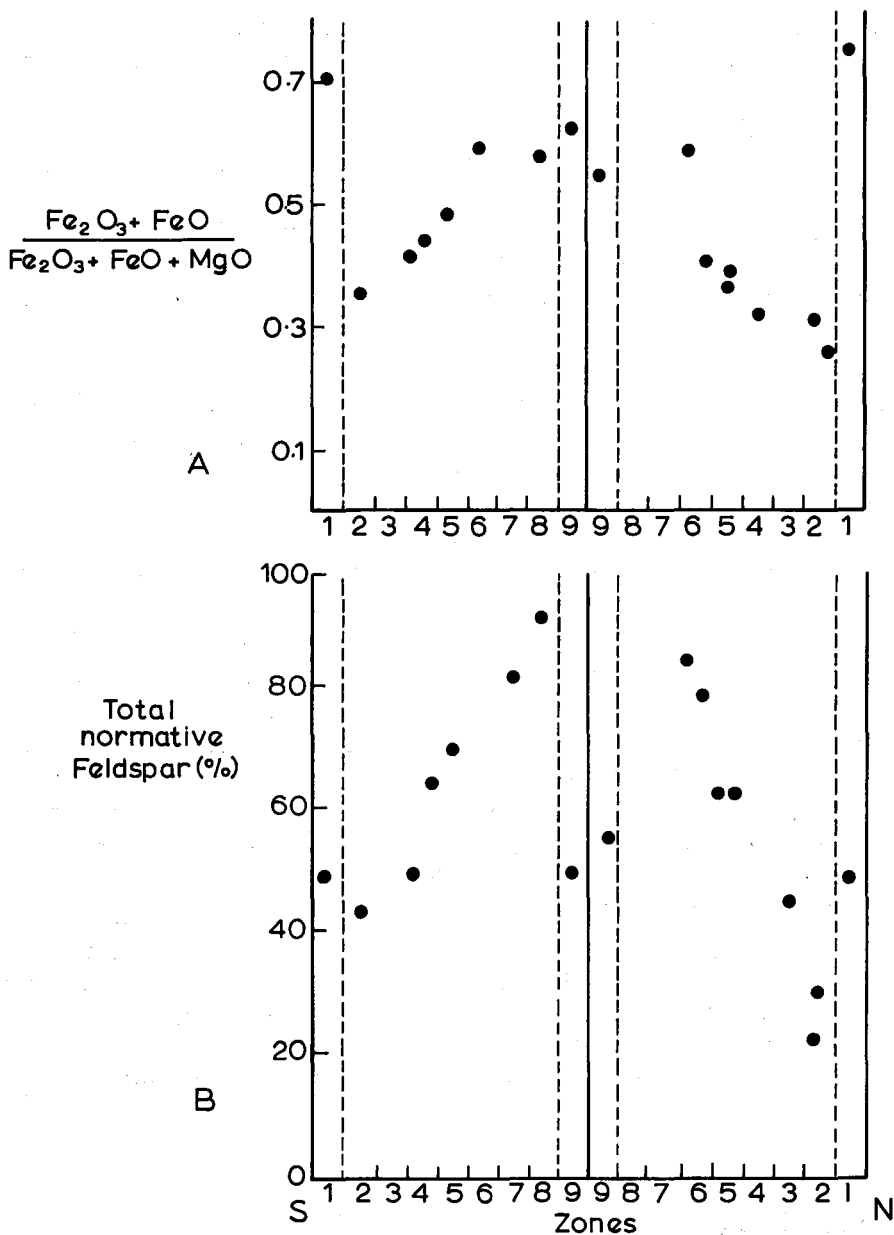 0·7
0·5
0·3
0·1
Fe2O3+ FeO
Fe2O3+ FeO + MgO
A
1 2 3 4 5 6 7 8 9 9 8 7 6 5 4 3 2 1
100
80
60
40
20
0
Total
normative
Feldspar (%)
B
1 2 3 4 5 6 7 8 9 9 8 7 6 5 4 3 2 1
S
Zones
N